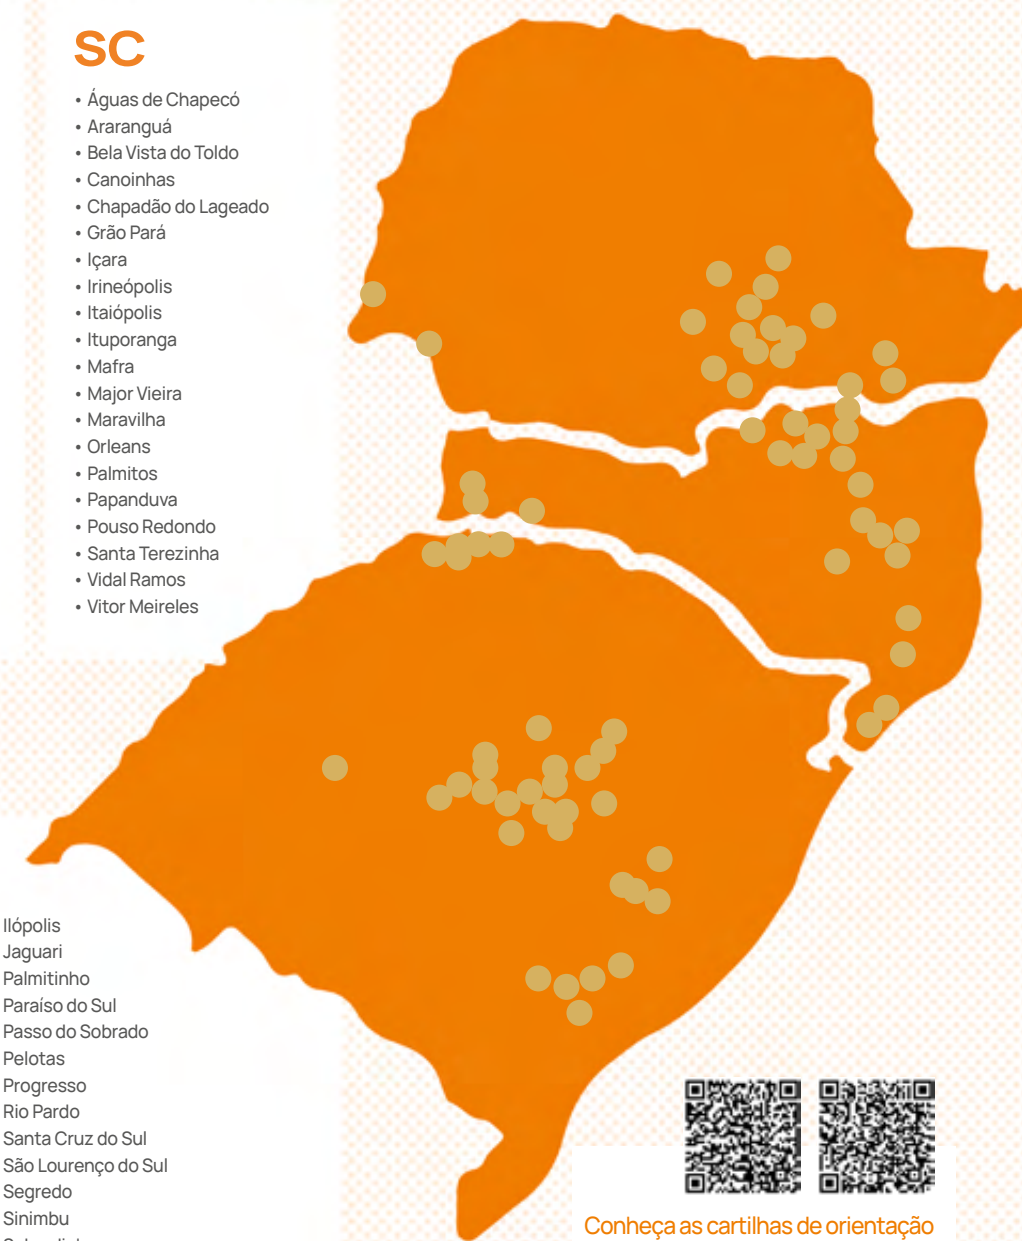 SC
• Águas de Chapecó
• Araranguá
• Bela Vista do Toldo
• Canoinhas
• Chapadão do Lageado
• Grão Pará
• Içara
• Irineópolis
• Itaiópolis
• Ituporanga
• Mafra
• Major Vieira
• Maravilha
• Orleans
• Palmitos
• Papanduva
• Pouso Redondo
• Santa Terezinha
• Vidal Ramos
• Vitor Meireles
Ilópolis
Jaguari
Palmitinho
Paraíso do Sul
Passo do Sobrado
Pelotas
Progresso
Rio Pardo
Santa Cruz do Sul
São Lourenço do Sul
Segredo
Sinimbu
Conheça as cartilhas de orientação